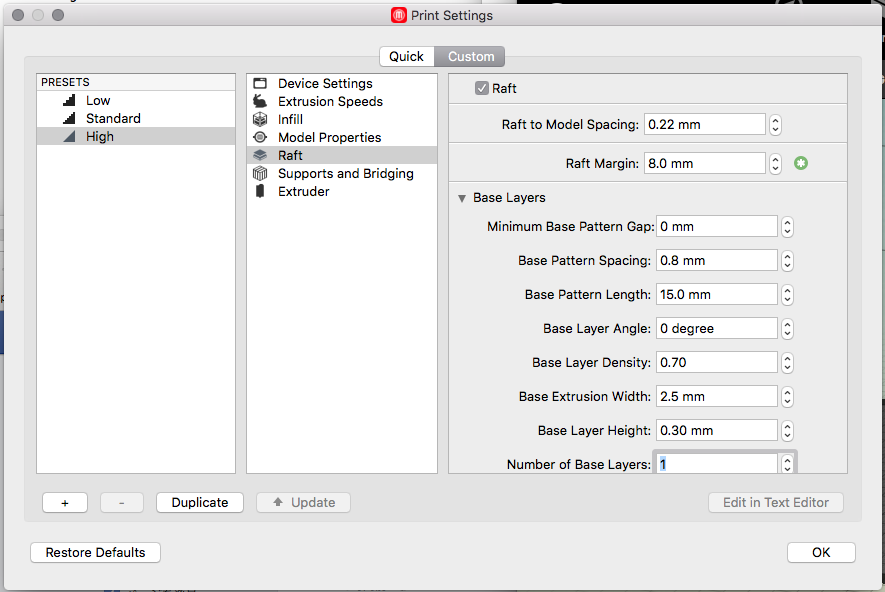 Print Settings
Quick Custom
PRESETS
Low
Standard
High
Device Settings
Extrusion Speeds
Infill
Model Properties
Raft
Supports and Bridging
Extruder
Raft
Raft to Model Spacing: 0.22 mm
Raft Margin: 8.0 mm
Base Layers
Minimum Base Pattern Gap: 0 mm
Base Pattern Spacing: 0.8 mm
Base Pattern Length: 15.0 mm
Base Layer Angle: 0 degree
Base Layer Density: 0.70
Base Extrusion Width: 2.5 mm
Base Layer Height: 0.30 mm
Number of Base Layers: 1
+ - Duplicate Update Edit in Text Editor
Restore Defaults OK